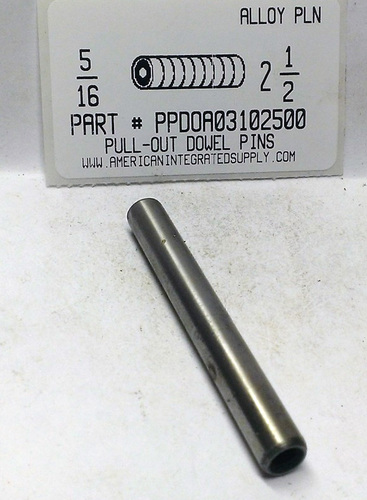 ALLOY PLN
5/16 2 1/2
PART # PPDOA03102500
PULL-OUT DOWEL PINS
WWW.AMERICANINTEGRATEDSUPPLY.COM